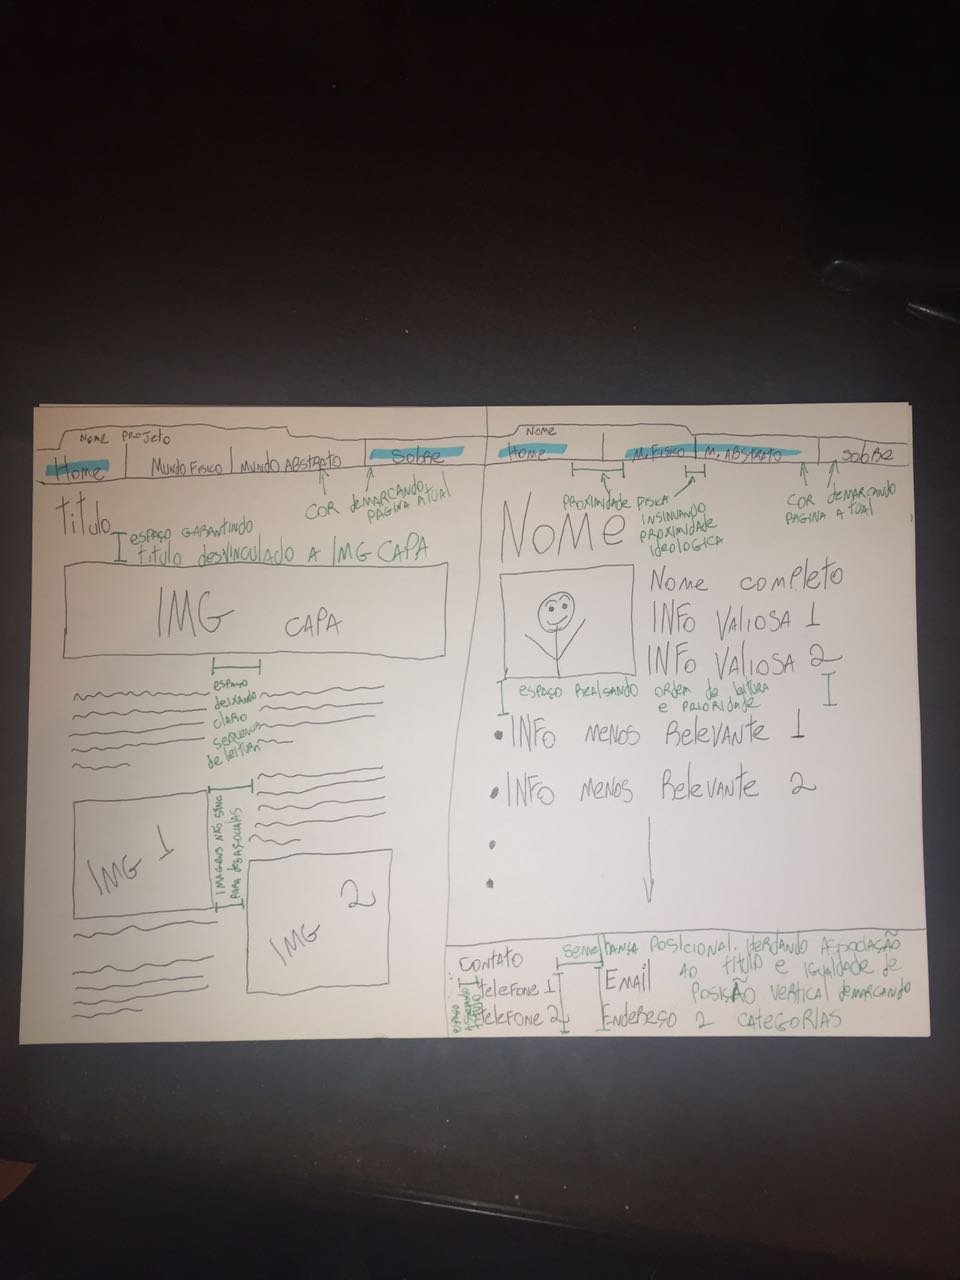 NOME PROJETO
Home
MUNDO FISICO
MUNDO ABSTRATO
SOBRE
COR DEMARCANDO
PAGINA ATUAL
TITULO
ESPAÇO GARANTINDO
TITULO DESVINCULADO A IMG CAPA
IMG CAPA
ESPAÇO
DEIXANDO
CLARO
SEQUENCIA
DE LEITURA
IMG 1
IMAGENS NÃO SINC
PARA DESASOCIALAS
IMG 2
NOME
Home
M. FISICO
M. ABSTRATO
SOBRE
PROXIMIDADE FISICA
INSINUANDO
PROXIMIDADE
IDEOLOGICA
COR DEMARCANDO
PAGINA ATUAL
NOME
NOME COMPLETO
INFO VALIOSA 1
INFO VALIOSA 2
ESPAÇO REALSANDO ORDEM DE LEITURA
E PRIORIDADE
• INFO MENOS RELEVANTE 1
• INFO MENOS RELEVANTE 2
•
•
CONTATO
TELEFONE 1
TELEFONE 2
ESPAÇO
EMAIL
ENDEREÇO
SEMELHANÇA POSICIONAL. HERDANDO ASSOCIAÇÃO
AO TITULO E IGUALDADE DE
POSIÇÃO VERTICAL DEMARCANDO
2 CATEGORIAS